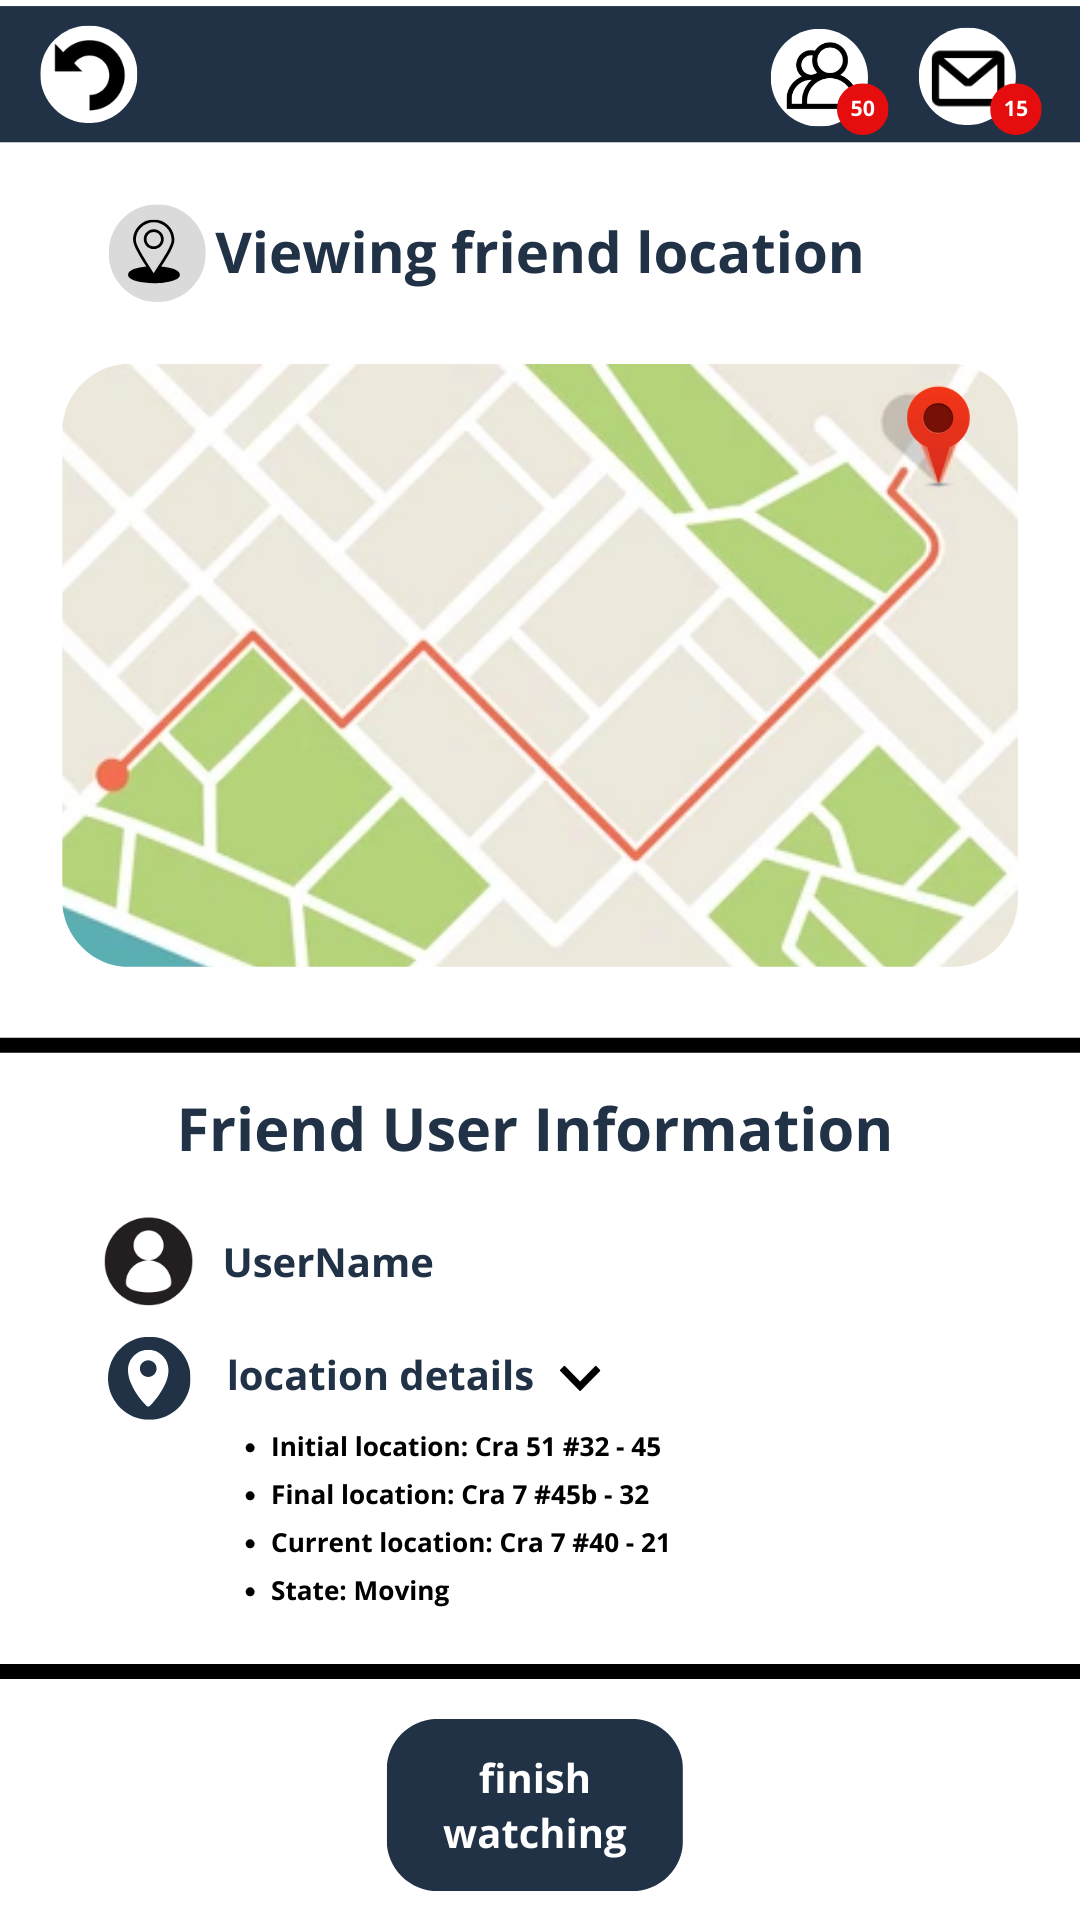 50
15
Viewing friend location
Friend User Information
UserName
location details
• Initial location: Cra 51 #32 - 45
• Final location: Cra 7 #45b - 32
• Current location: Cra 7 #40 - 21
• State: Moving
finish
watching